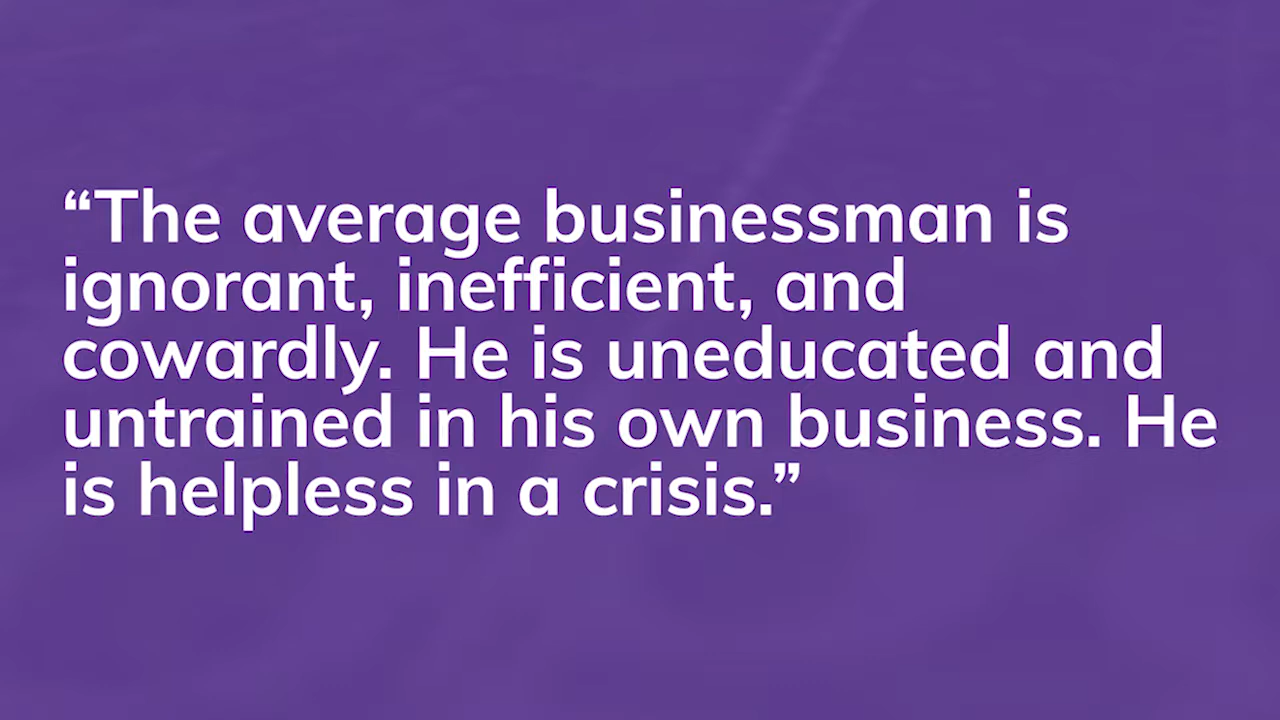 “The average businessman is
ignorant, inefficient, and
cowardly. He is uneducated and
untrained in his own business. He
is helpless in a crisis.”